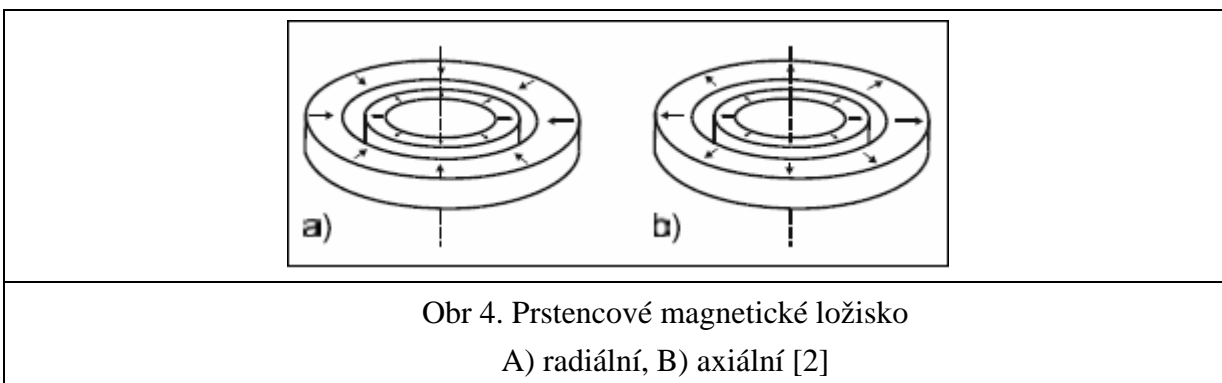 a) b)
Obr 4. Prstencové magnetické ložisko
A) radiální, B) axiální [2]